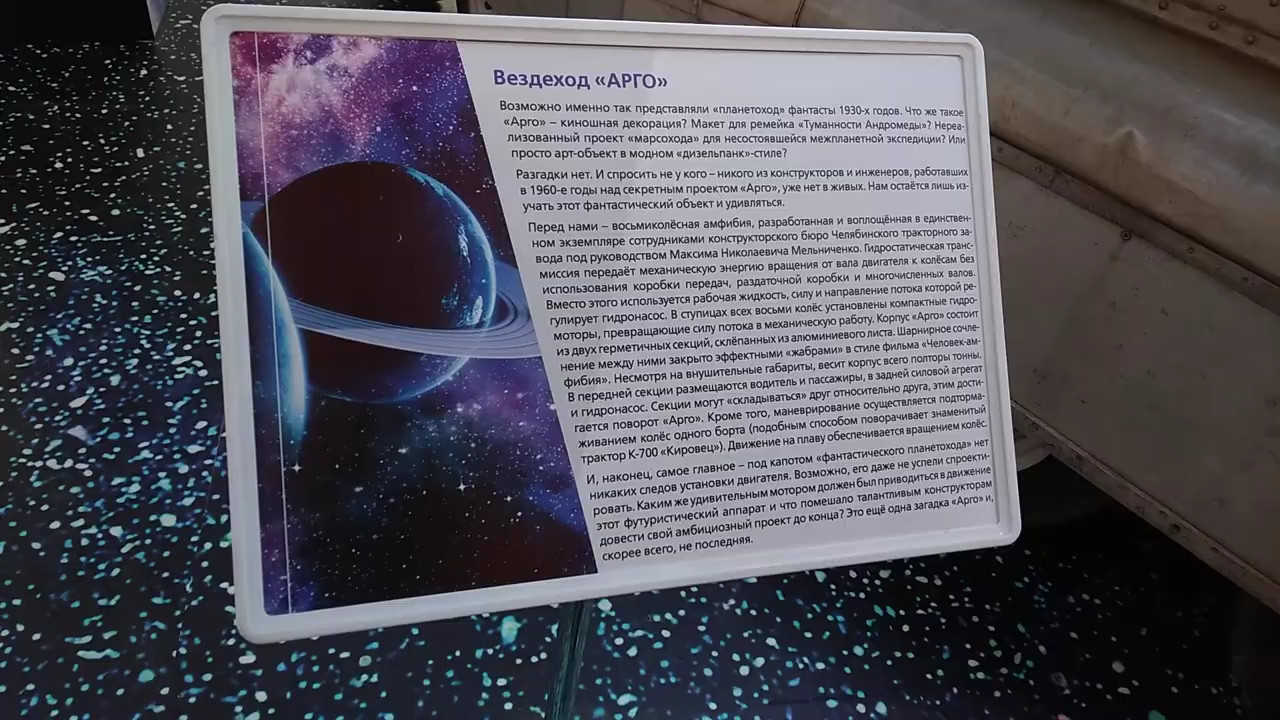 Вездеход «АРГО»
Возможно именно так представляли «планетоход» фантасты 1930-х годов. Что же такое
«Арго» – киношная декорация? Макет для ремейка «Туманности Андромеды»? Нереа-
лизованный проект «марсохода» для несостоявшейся межпланетной экспедиции? Или
просто арт-объект в модном «дизельпанк»-стиле?
Разгадки нет. И спросить не у кого – никого из конструкторов и инженеров, работавших
в 1960-е годы над секретным проектом «Арго», уже нет в живых. Нам остаётся лишь из-
учать этот фантастический объект и удивляться.
Перед нами – восьмиколёсная амфибия, разработанная и воплощённая в единствен-
ном экземпляре сотрудниками конструкторского бюро Челябинского тракторного за-
вода под руководством Максима Николаевича Мельниченко. Гидростатическая транс-
миссия передаёт механическую энергию вращения от вала двигателя к колёсам без
использования коробки передач, раздаточной коробки и многочисленных валов.
Вместо этого используется рабочая жидкость, силу и направление потока которой ре-
гулирует гидронасос. В ступицах всех восьми колёс установлены компактные гидро-
моторы, превращающие силу потока в механическую работу. Корпус «Арго» состоит
из двух герметичных секций, склёпанных из алюминиевого листа. Шарнирное сочле-
нение между ними закрыто эффектными «жабрами» в стиле фильма «Человек-ам-
фибия». Несмотря на внушительные габариты, весит корпус всего полторы тонны.
В передней секции размещаются водитель и пассажиры, в задней силовой агрегат
и гидронасос. Секции могут «складываться» друг относительно друга, этим дости-
гается поворот «Арго». Кроме того, маневрирование осуществляется подторма-
живанием колёс одного борта (подобным способом поворачивает знаменитый
трактор К-700 «Кировец»). Движение на плаву обеспечивается вращением колёс.
И, наконец, самое главное – под капотом «фантастического планетохода» нет
никаких следов установки двигателя. Возможно, его даже не успели спроекти-
ровать. Каким же удивительным мотором должен был приводиться в движение
этот футуристический аппарат и что помешало талантливым конструкторам
довести свой амбициозный проект до конца? Это ещё одна загадка «Арго» и,
скорее всего, не последняя.